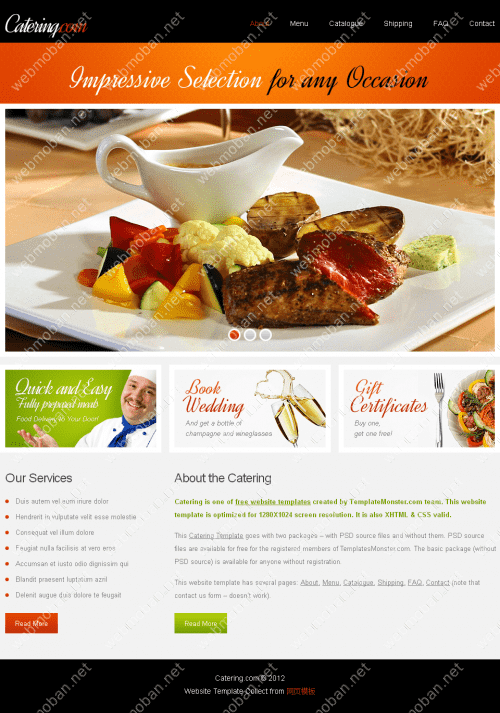 Catering.com
About Menu Catalogue Shipping FAQ Contact
Impressive Selection for any Occasion
Quick and Easy
Fully prepared meals
Food Delivery to Your Door!
Book
Wedding
And get a bottle of
champagne and wineglasses
Gift
Certificates
Buy one,
get one free!
Our Services
Duis autem vel eum iriure dolor
Hendrerit in vulputate velit esse molestie
Consequat vel illum dolore
Feugiat nulla facilisis at vero eros
Accumsan et iusto odio dignissim qui
Blandit praesent luptatum azril
Delenit augue duis dolore te feugait
Read More
About the Catering
Catering is one of free website templates created by TemplateMonster.com team. This website
template is optimized for 1280X1024 screen resolution. It is also XHTML & CSS valid.
This Catering Template goes with two packages – with PSD source files and without them. PSD source
files are available for free for the registered members of TemplatesMonster.com. The basic package (without
PSD source) is available for anyone without registration.
This website template has several pages: About, Menu, Catalogue, Shipping, FAQ, Contact (note that
contact us form – doesn't work).
Read More
Catering.com © 2012
Website Template Collect from 网页模板
webmoban.net